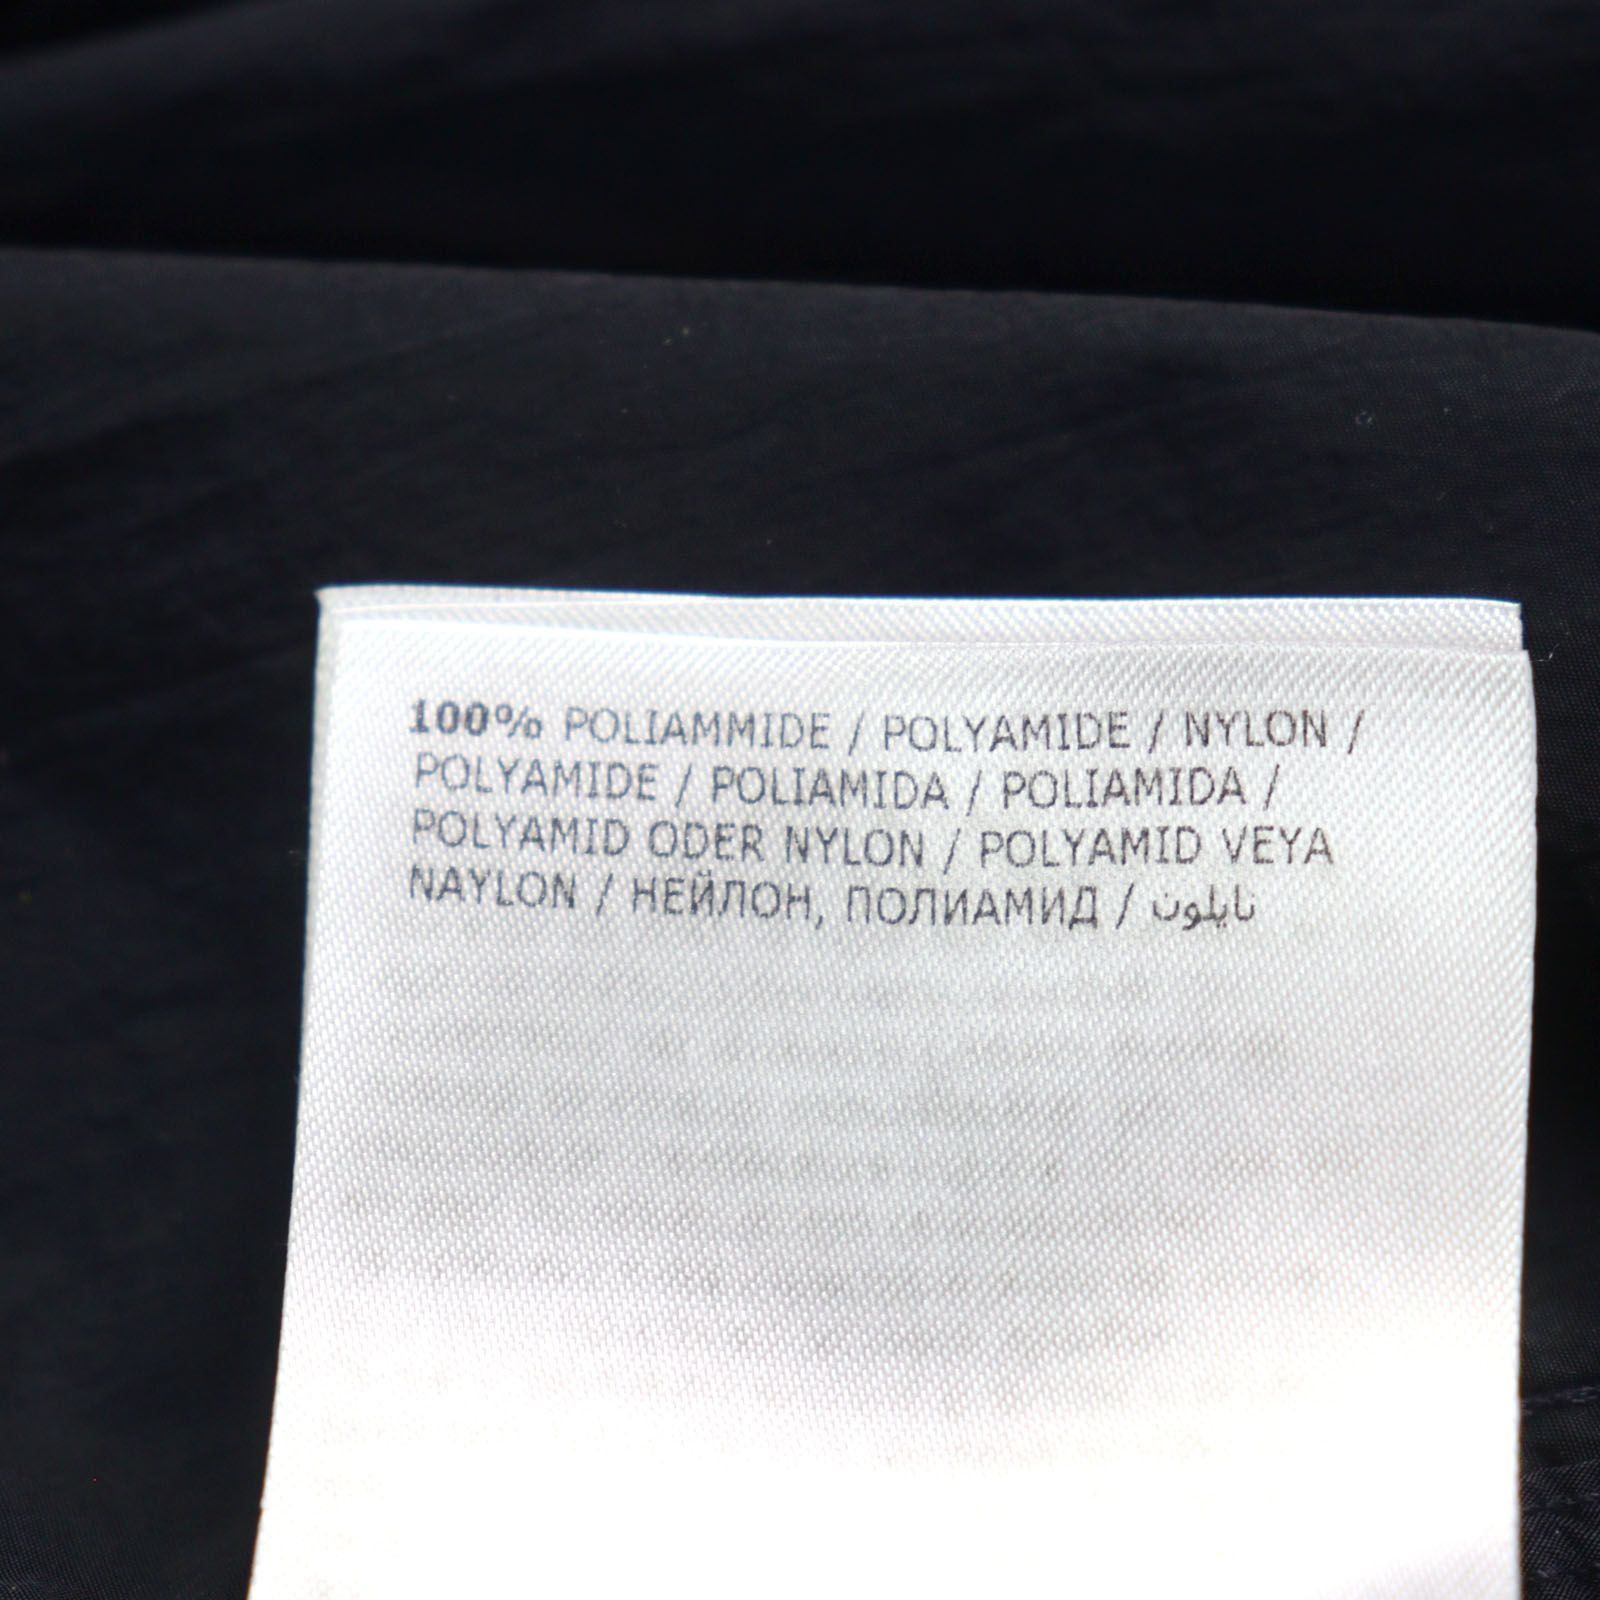 100% POLIAMMIDE / POLYAMIDE / NYLON /
POLYAMIDE / POLIAMIDA / POLIAMIDA /
POLYAMID ODER NYLON / POLYAMID VEYA
NAYLON / НЕЙЛОН, ПОЛИАМИД / نايلون